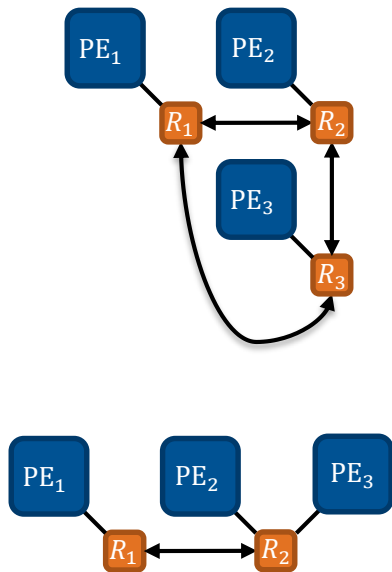 PE₁ PE₂
R₁ R₂
PE₃
R₃
PE₁ PE₂ PE₃
R₁ R₂